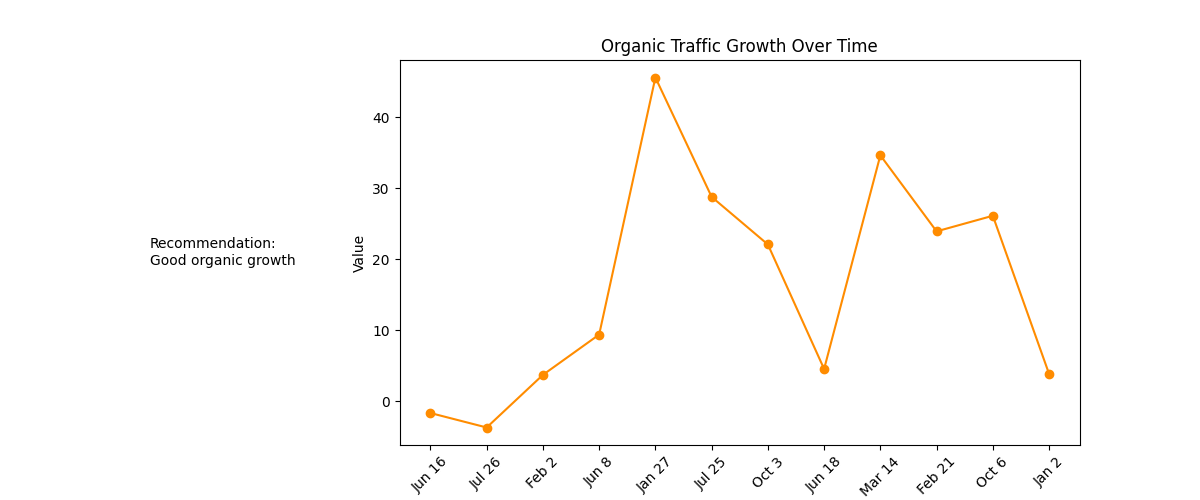 Organic Traffic Growth Over Time
Recommendation:
Good organic growth
Value
40
30
20
10
0
Jun 16
Jul 26
Feb 2
Jun 8
Jan 27
Jul 25
Oct 3
Jun 18
Mar 14
Feb 21
Oct 6
Jan 2